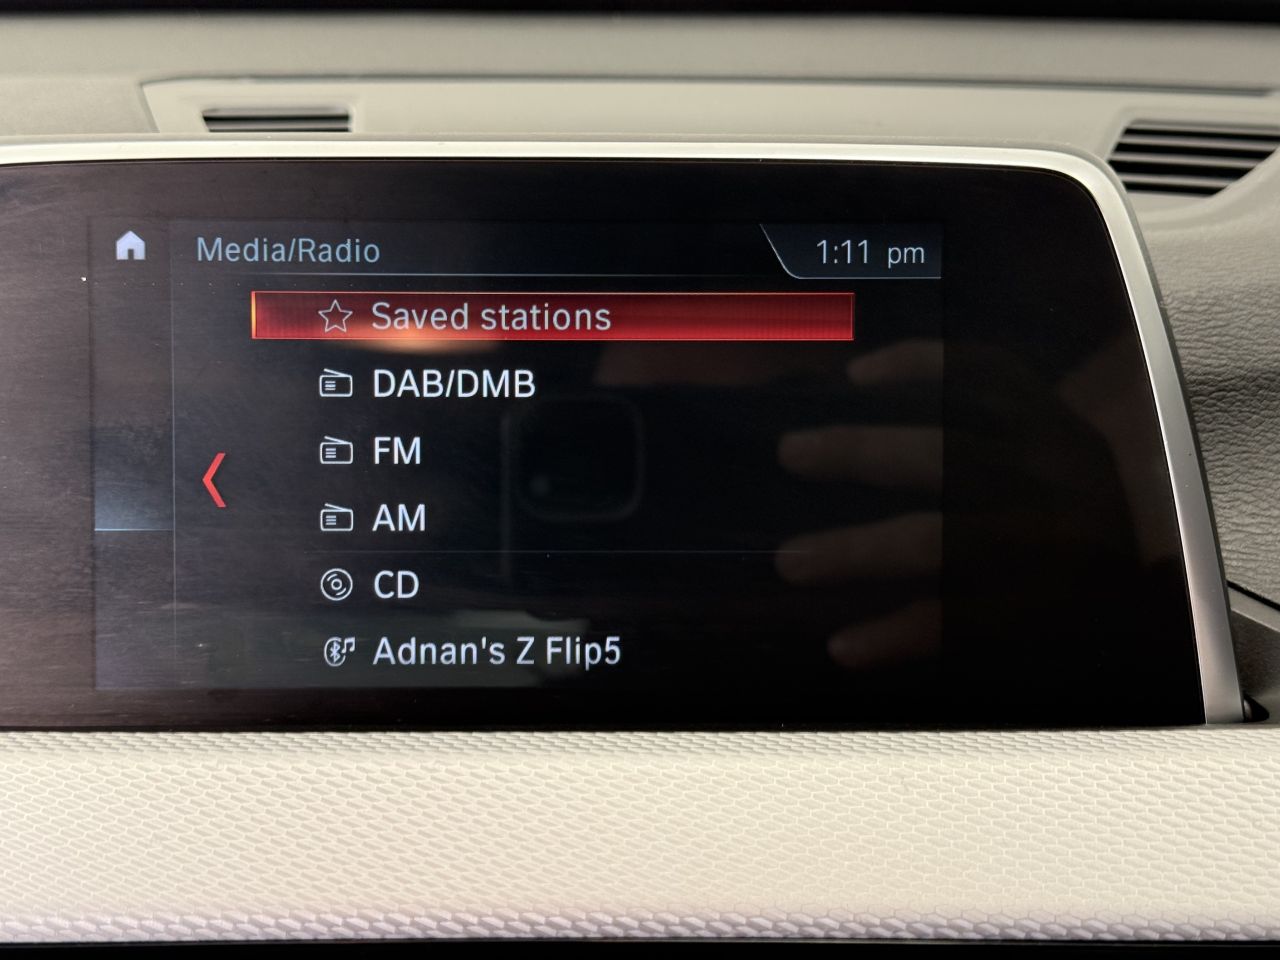 Media/Radio
1:11 pm
Saved stations
DAB/DMB
FM
AM
CD
Adnan's Z Flip5